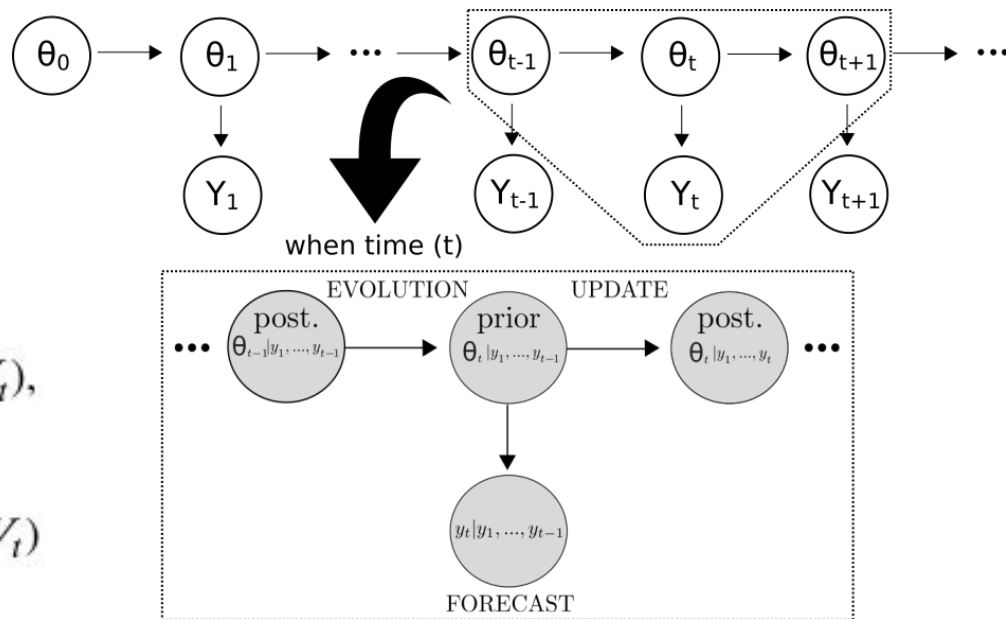 θ₀ θ₁ ••• θₜ₋₁ θₜ θₜ₊₁ •••
Y₁ Yₜ₋₁ Yₜ Yₜ₊₁
when time (t)
EVOLUTION UPDATE
post. prior post.
••• θₜ₋₁|y₁, ..., yₜ₋₁ θₜ|y₁, ..., yₜ₋₁ θₜ|y₁, ..., yₜ •••
ₜ),
yₜ|y₁, ..., yₜ₋₁
ₜ)
FORECAST